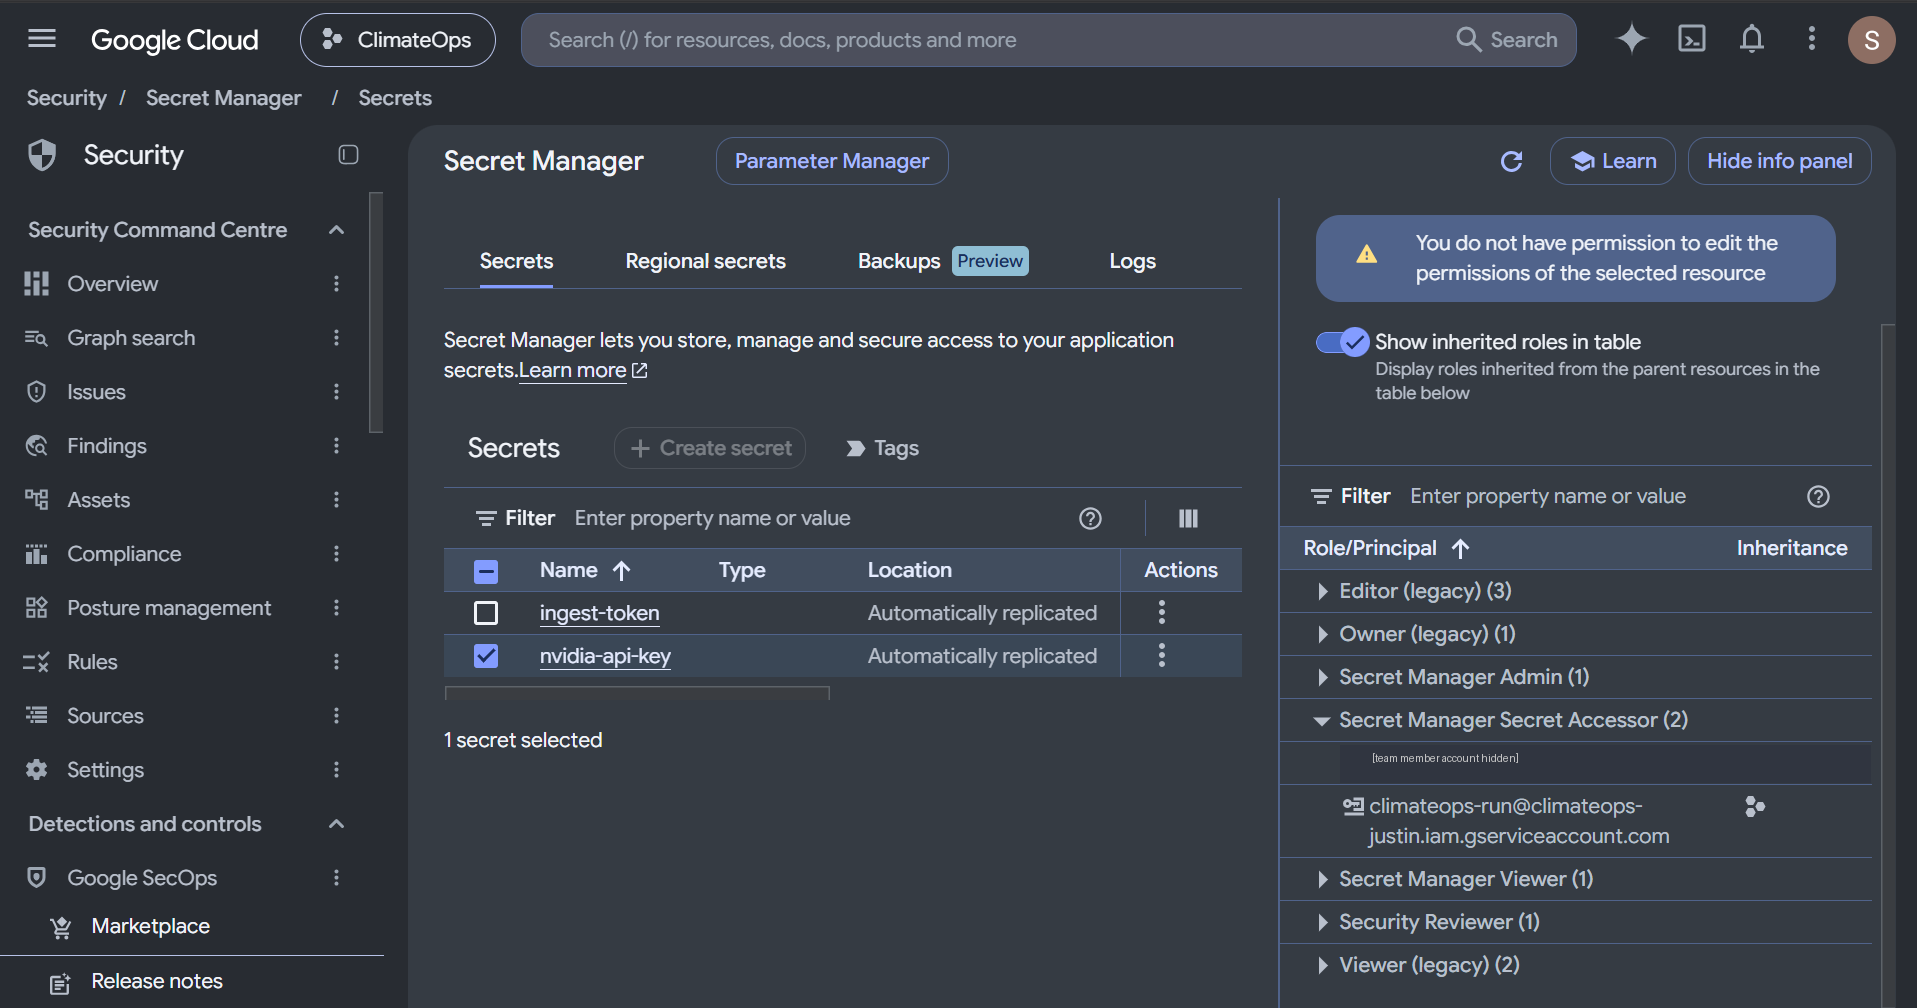 Google Cloud
ClimateOps
Search (/) for resources, docs, products and more
Search
S
Security / Secret Manager / Secrets
Security
Security Command Centre
Overview
Graph search
Issues
Findings
Assets
Compliance
Posture management
Rules
Sources
Settings
Detections and controls
Google SecOps
Marketplace
Release notes
Secret Manager
Parameter Manager
Learn
Hide info panel
Secrets
Regional secrets
Backups
Preview
Logs
Secret Manager lets you store, manage and secure access to your application
secrets. Learn more
Secrets
Create secret
Tags
Filter
Enter property name or value
Name
Type
Location
Actions
ingest-token
Automatically replicated
nvidia-api-key
Automatically replicated
1 secret selected
You do not have permission to edit the
permissions of the selected resource
Show inherited roles in table
Display roles inherited from the parent resources in the
table below
Filter
Enter property name or value
Role/Principal
Inheritance
Editor (legacy) (3)
Owner (legacy) (1)
Secret Manager Admin (1)
Secret Manager Secret Accessor (2)
[team member account hidden]
climateops-run@climateops-
justin.iam.gserviceaccount.com
Secret Manager Viewer (1)
Security Reviewer (1)
Viewer (legacy) (2)